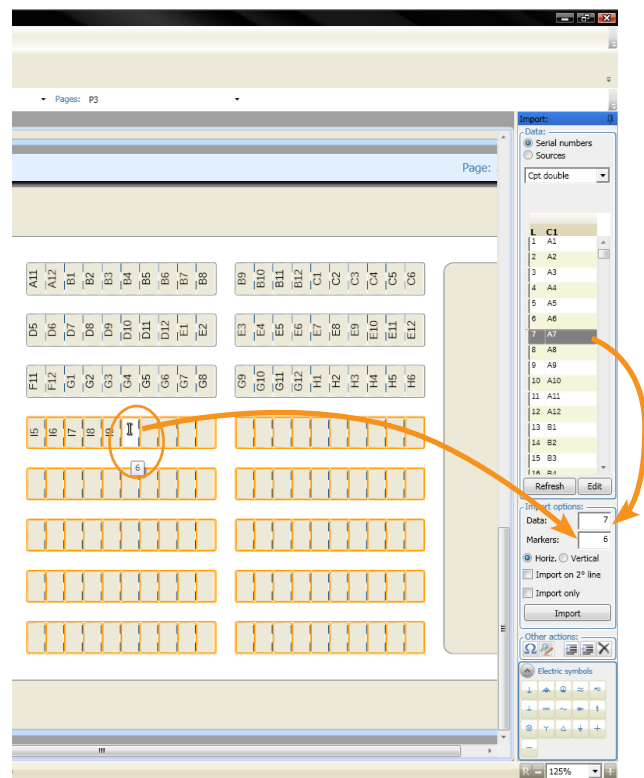 Pages: P3
Import:
Page:
Data:
Serial numbers
Sources
Cpt double
L C1
1 A1
2 A2
3 A3
4 A4
5 A5
6 A6
7 A7
8 A8
9 A9
10 A10
11 A11
12 A12
13 B1
14 B2
15 B3
16 B4
Refresh Edit
A11 A12 B1 B2 B3 B4 B5 B6 B7 B8 B9 B10 B11 B12 C1 C2 C3 C4 C5 C6
D5 D6 D7 D8 D9 D10 D11 D12 E1 E2 E3 E4 E5 E6 E7 E8 E9 E10 E11 E12
F11 F12 G1 G2 G3 G4 G5 G6 G7 G8 G9 G10 G11 G12 H1 H2 H3 H4 H5 H6
I5 I6 I7 I8 I9
6
Import options:
Data: 7
Markers: 6
Horiz. Vertical
Import on 2° line
Import only
Import
Other actions:
Ω
Electric symbols
R 125%